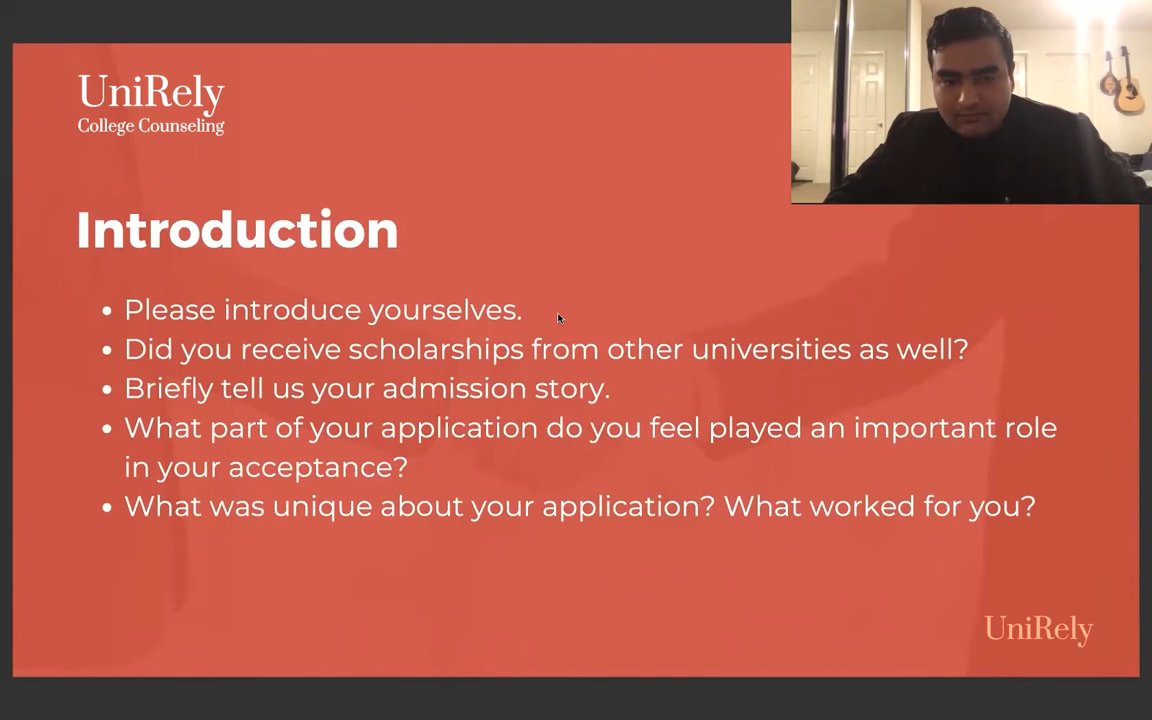 UniRely
College Counseling
Introduction
• Please introduce yourselves.
• Did you receive scholarships from other universities as well?
• Briefly tell us your admission story.
• What part of your application do you feel played an important role
in your acceptance?
• What was unique about your application? What worked for you?
UniRely